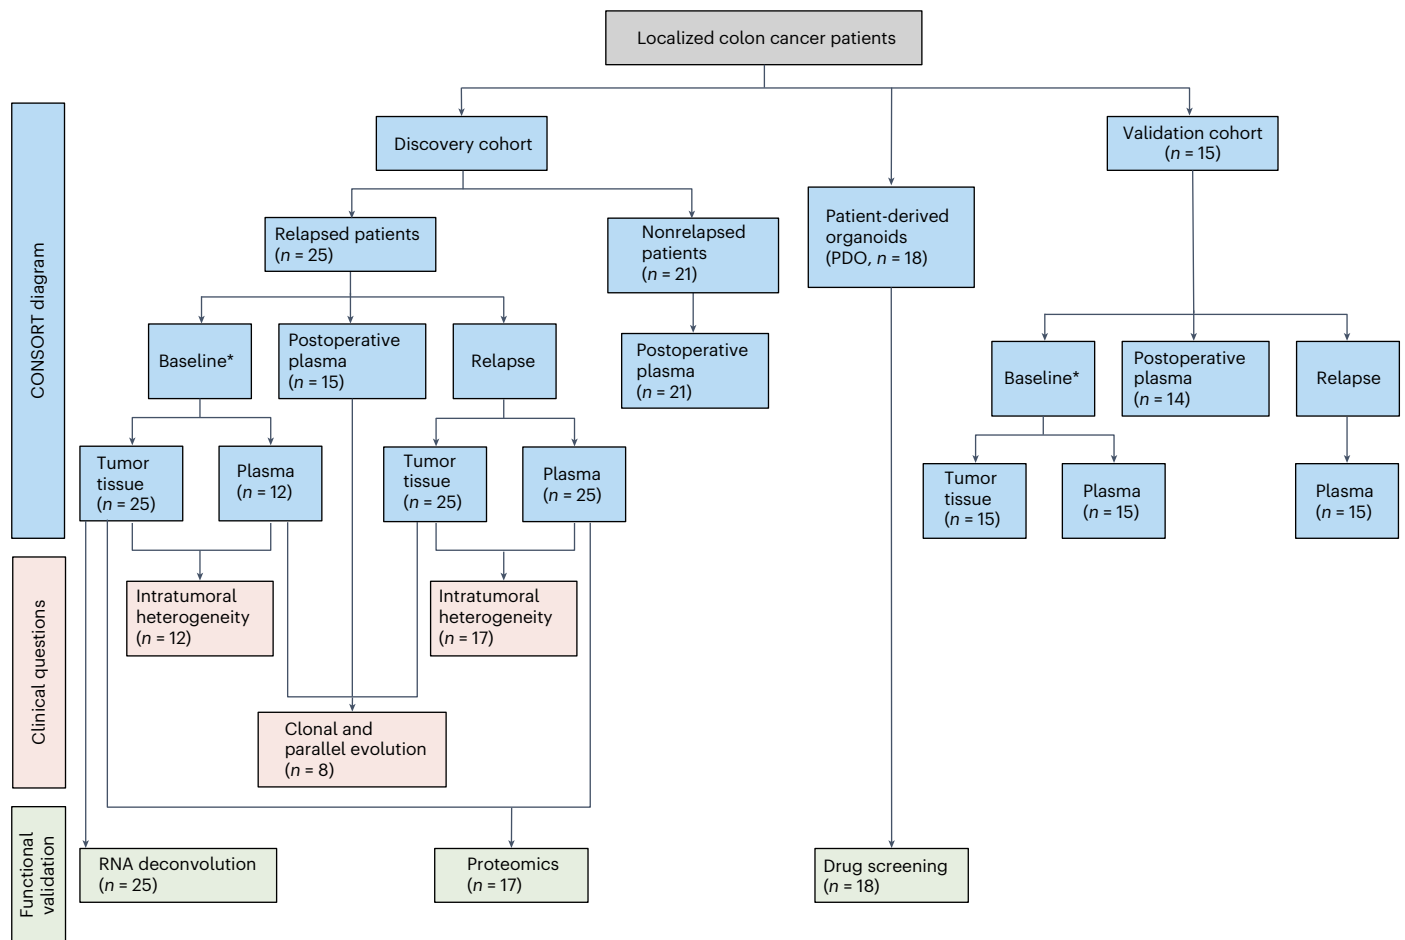 Localized colon cancer patients
CONSORT diagram
Discovery cohort
Validation cohort
(n = 15)
Relapsed patients
(n = 25)
Nonrelapsed
patients
(n = 21)
Patient-derived
organoids
(PDO, n = 18)
Baseline*
Postoperative
plasma
(n = 15)
Relapse
Postoperative
plasma
(n = 21)
Baseline*
Postoperative
plasma
(n = 14)
Relapse
Tumor
tissue
(n = 25)
Plasma
(n = 12)
Tumor
tissue
(n = 25)
Plasma
(n = 25)
Tumor
tissue
(n = 15)
Plasma
(n = 15)
Plasma
(n = 15)
Clinical questions
Intratumoral
heterogeneity
(n = 12)
Intratumoral
heterogeneity
(n = 17)
Clonal and
parallel evolution
(n = 8)
Functional
validation
RNA deconvolution
(n = 25)
Proteomics
(n = 17)
Drug screening
(n = 18)